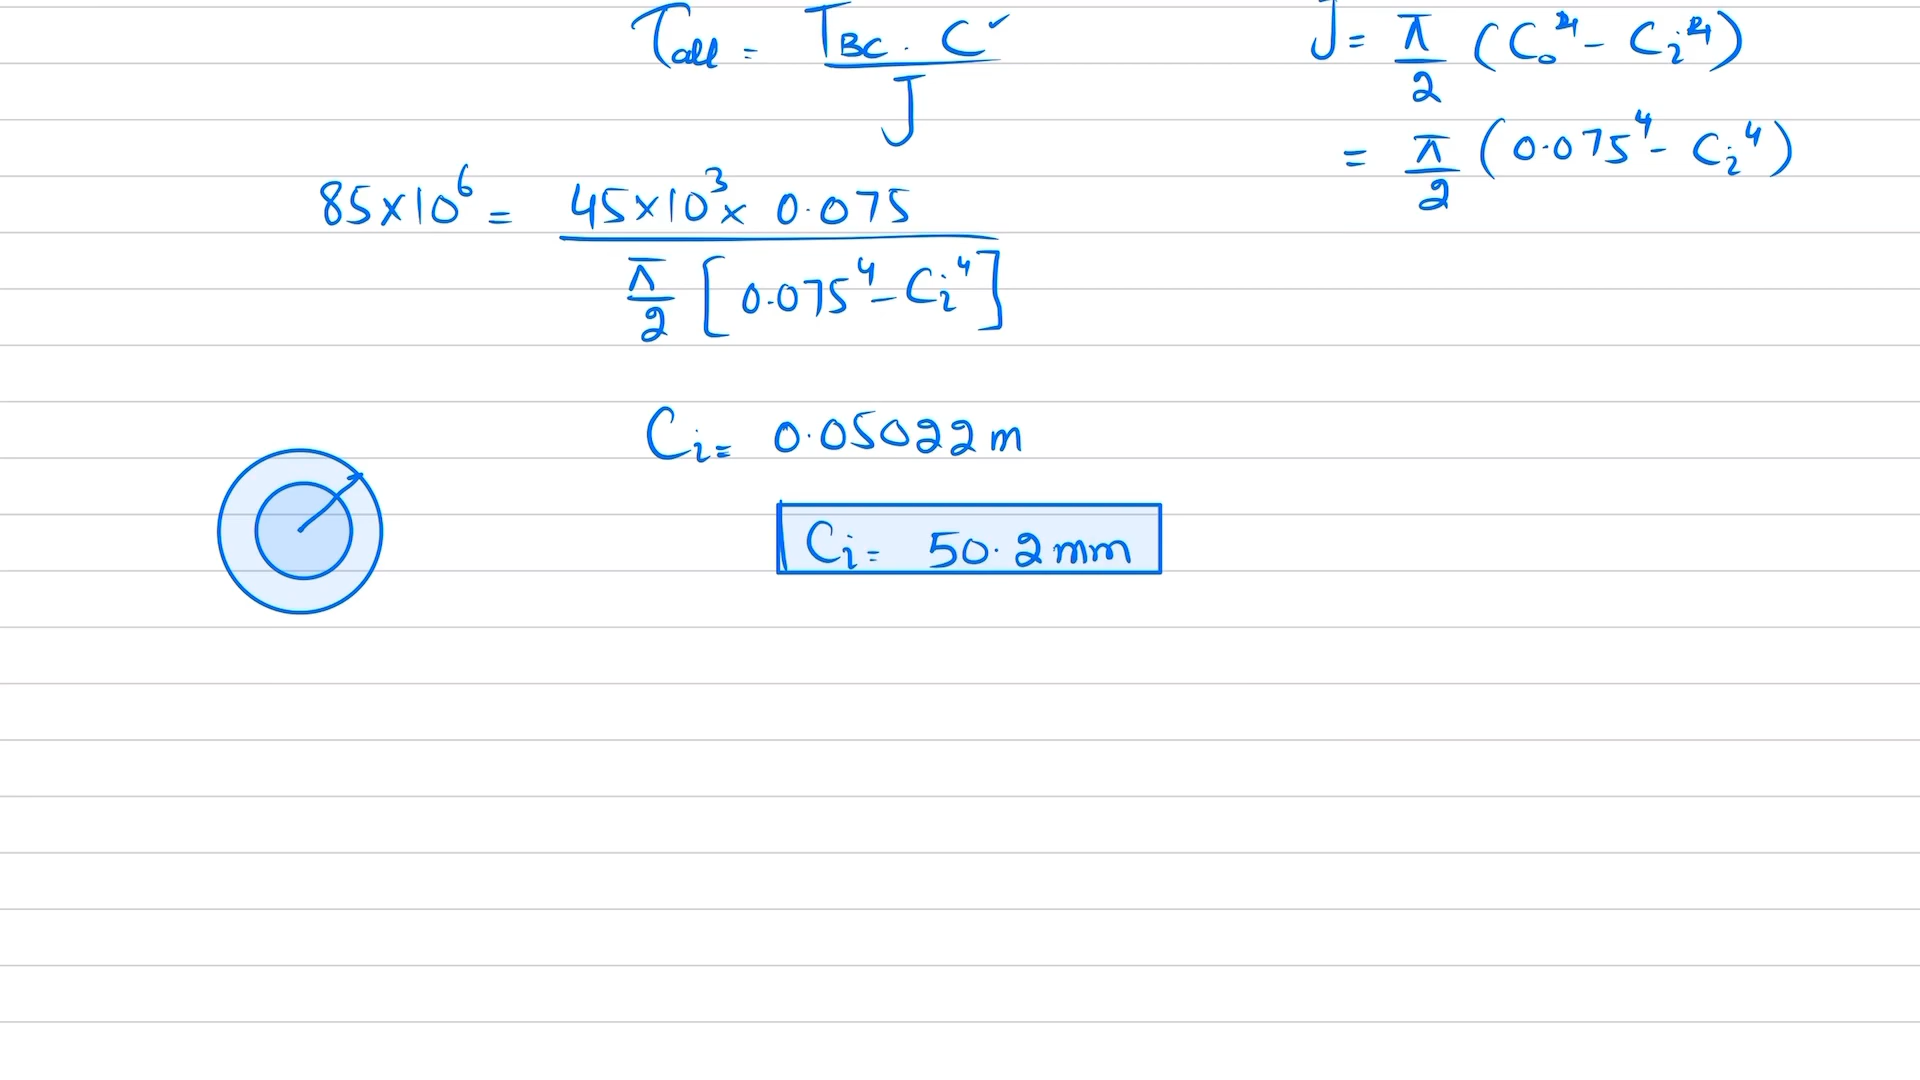 τall = TBC · C ✓ / J
J = π/2 (Co⁴ - Ci⁴)
= π/2 (0.075⁴ - Ci⁴)
85×10⁶ = 45×10³ × 0.075 / π/2 [0.075⁴ - Ci⁴]
Ci = 0.05022 m
Ci = 50.2 mm